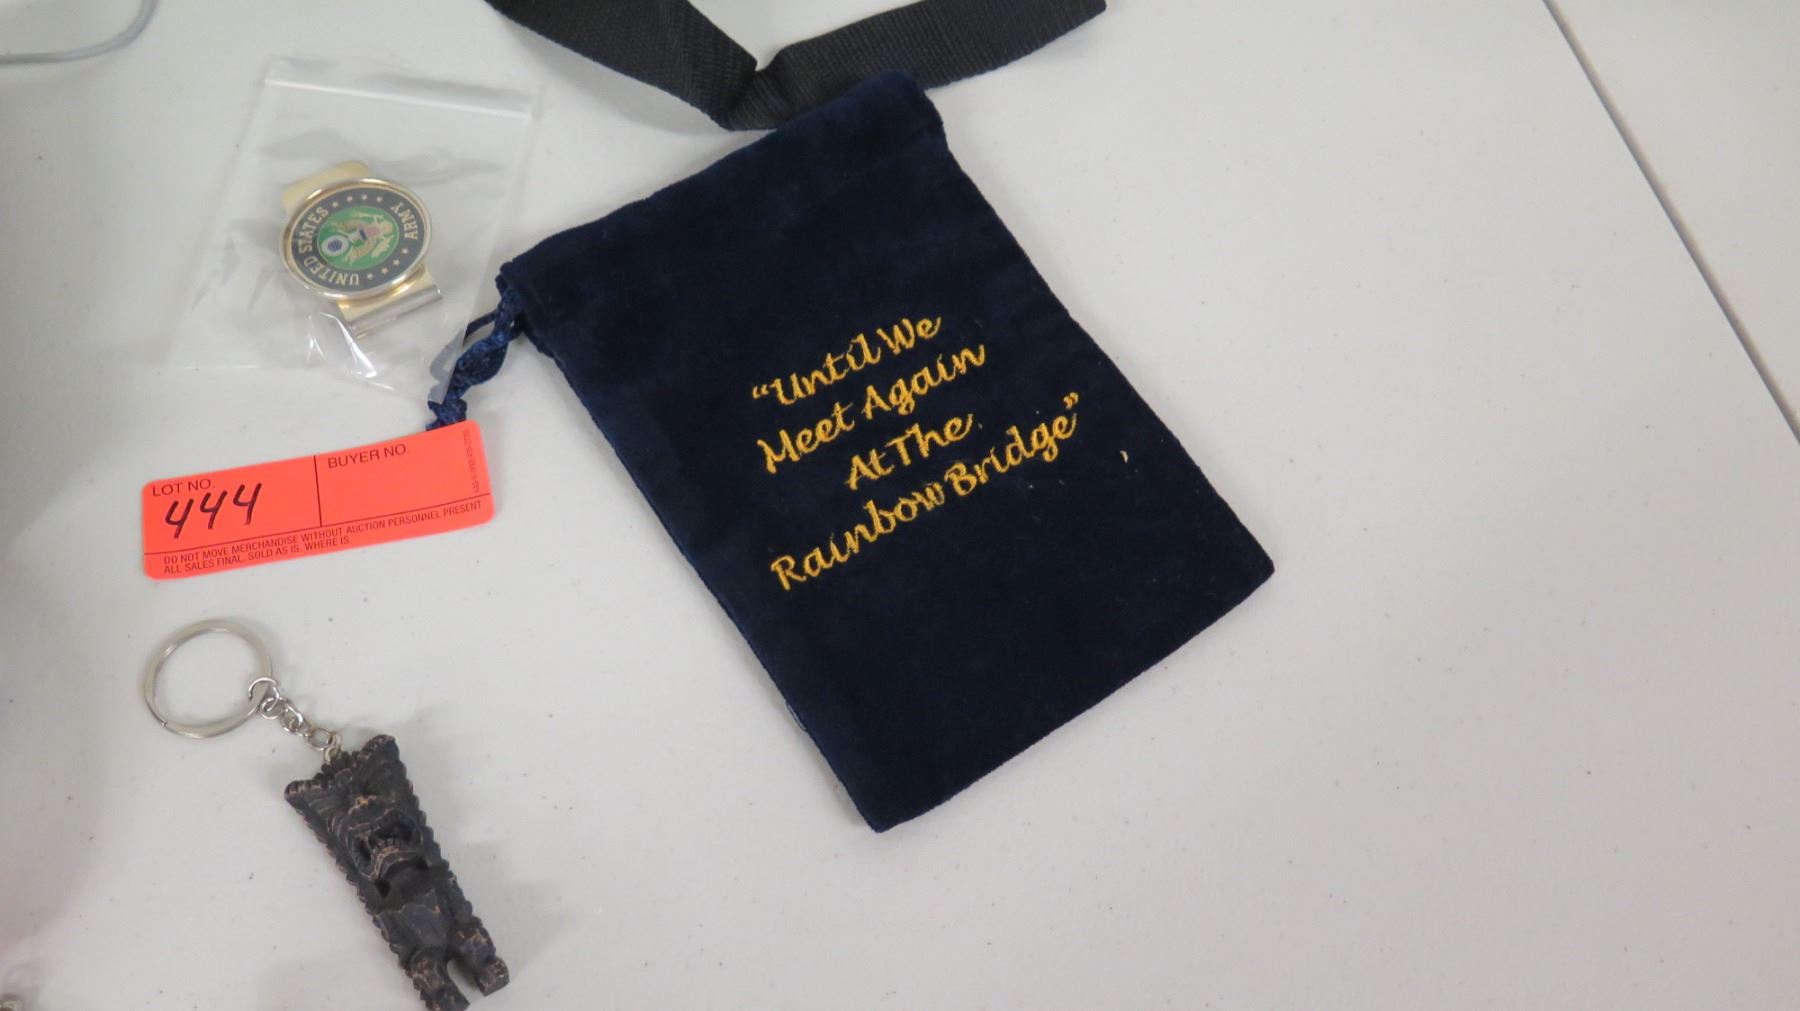 UNITED STATES ARMY
"Until We
Meet Again
At The
Rainbow Bridge"
LOT NO.
444
BUYER NO.
DO NOT MOVE MERCHANDISE WITHOUT AUCTION PERSONNEL PRESENT
ALL SALES FINAL. SOLD AS IS. WHERE IS.